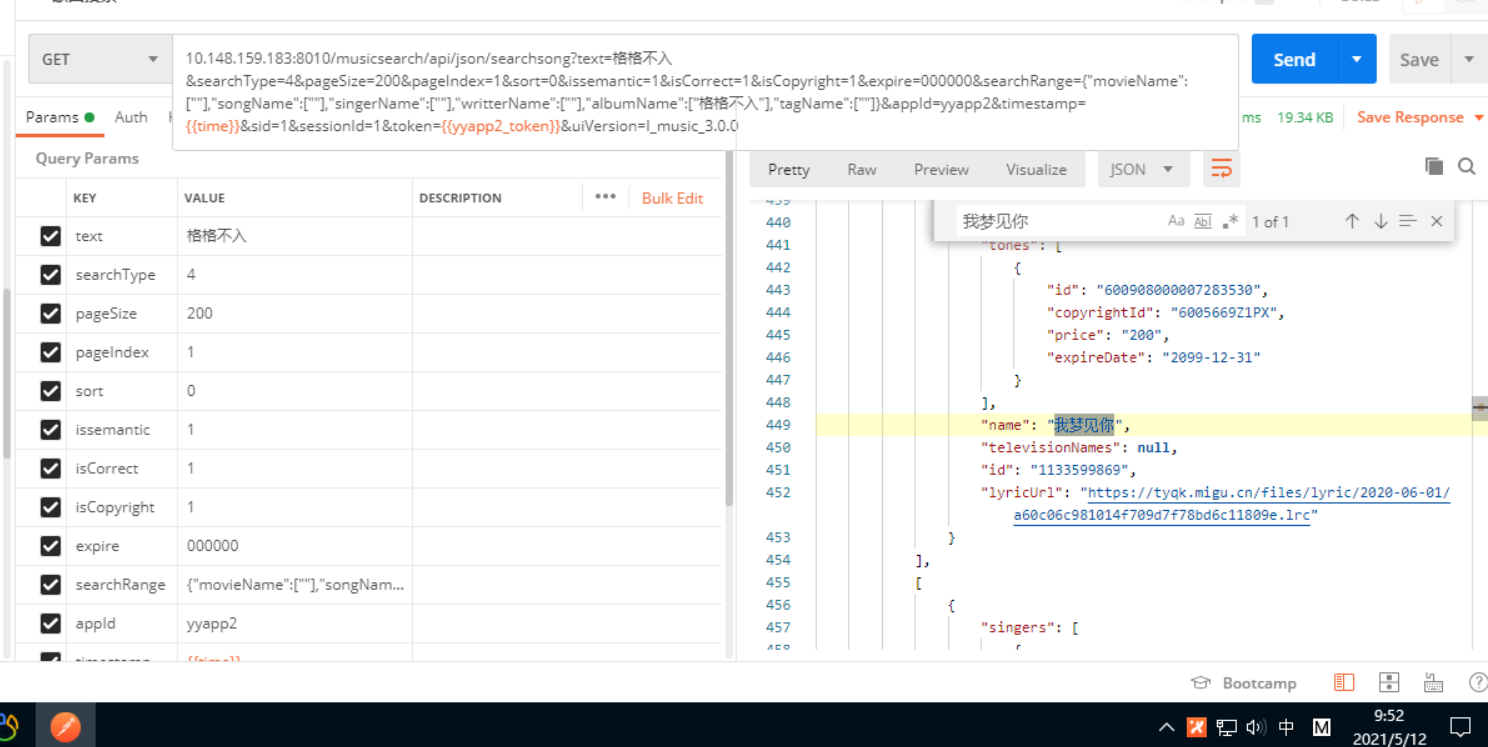 GET
10.148.159.183:8010/musicsearch/api/json/searchsong?text=格格不入
&searchType=4&pageSize=200&pageIndex=1&sort=0&issemantic=1&isCorrect=1&isCopyright=1&expire=000000&searchRange={"movieName":
[""],"songName":[""],"singerName":[""],"writterName":[""],"albumName":["格格不入"],"tagName":[""]}&appId=yyapp2&timestamp=
{{time}}&sid=1&sessionId=1&token={{yyapp2_token}}&uiVersion=I_music_3.0.0
Send
Save
Params
Auth
ms 19.34 KB Save Response
Query Params
Pretty Raw Preview Visualize JSON
KEY VALUE DESCRIPTION ••• Bulk Edit
text 格格不入
searchType 4
pageSize 200
pageIndex 1
sort 0
issemantic 1
isCorrect 1
isCopyright 1
expire 000000
searchRange {"movieName":[""],"songNam...
appId yyapp2
timestamp {{time}}
我梦见你 Aa Abl .* 1 of 1
439
440
441 "tones": [
442 {
443 "id": "600908000007283530",
444 "copyrightId": "6005669Z1PX",
445 "price": "200",
446 "expireDate": "2099-12-31"
447 }
448 ],
449 "name": "我梦见你",
450 "televisionNames": null,
451 "id": "1133599869",
452 "lyricUrl": "https://tyqk.migu.cn/files/lyric/2020-06-01/
a60c06c981014f709d7f78bd6c11809e.lrc"
453 }
454 ],
455 [
456 {
457 "singers": [
458 {
Bootcamp
中 M
9:52
2021/5/12